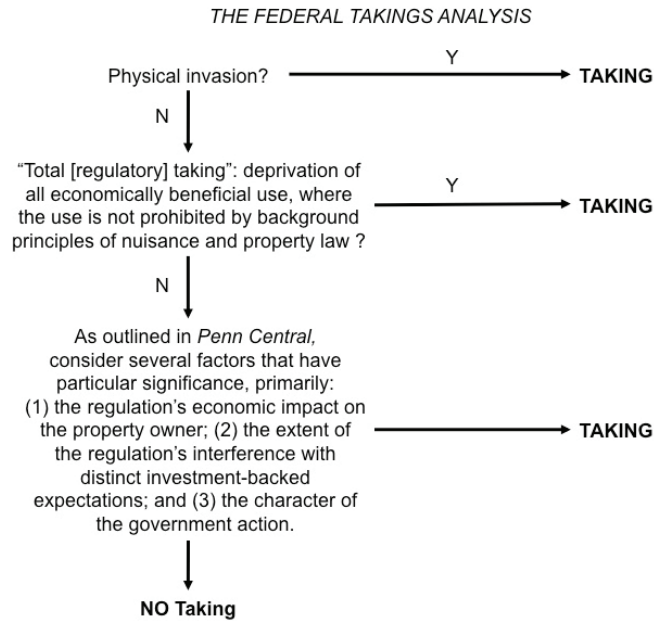 THE FEDERAL TAKINGS ANALYSIS
Physical invasion?
Y
TAKING
N
“Total [regulatory] taking”: deprivation of
all economically beneficial use, where
the use is not prohibited by background
principles of nuisance and property law ?
Y
TAKING
N
As outlined in Penn Central,
consider several factors that have
particular significance, primarily:
(1) the regulation’s economic impact on
the property owner; (2) the extent of
the regulation’s interference with
distinct investment-backed
expectations; and (3) the character of
the government action.
TAKING
NO Taking